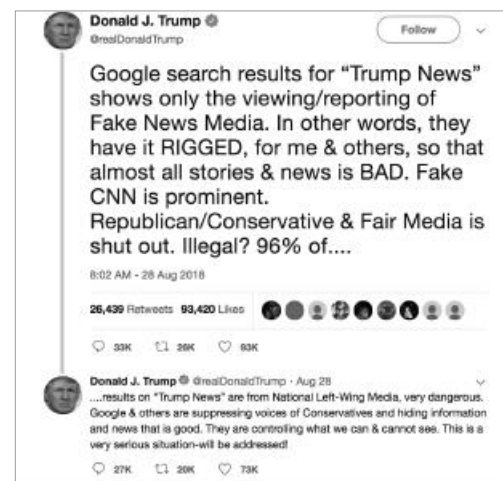 Donald J. Trump
@realDonaldTrump
Follow
Google search results for “Trump News”
shows only the viewing/reporting of
Fake News Media. In other words, they
have it RIGGED, for me & others, so that
almost all stories & news is BAD. Fake
CNN is prominent.
Republican/Conservative & Fair Media is
shut out. Illegal? 96% of....
8:02 AM - 28 Aug 2018
26,439 Retweets 93,420 Likes
33K 26K 93K
Donald J. Trump @realDonaldTrump · Aug 28
....results on “Trump News” are from National Left-Wing Media, very dangerous.
Google & others are suppressing voices of Conservatives and hiding information
and news that is good. They are controlling what we can & cannot see. This is a
very serious situation-will be addressed!
27K 20K 73K